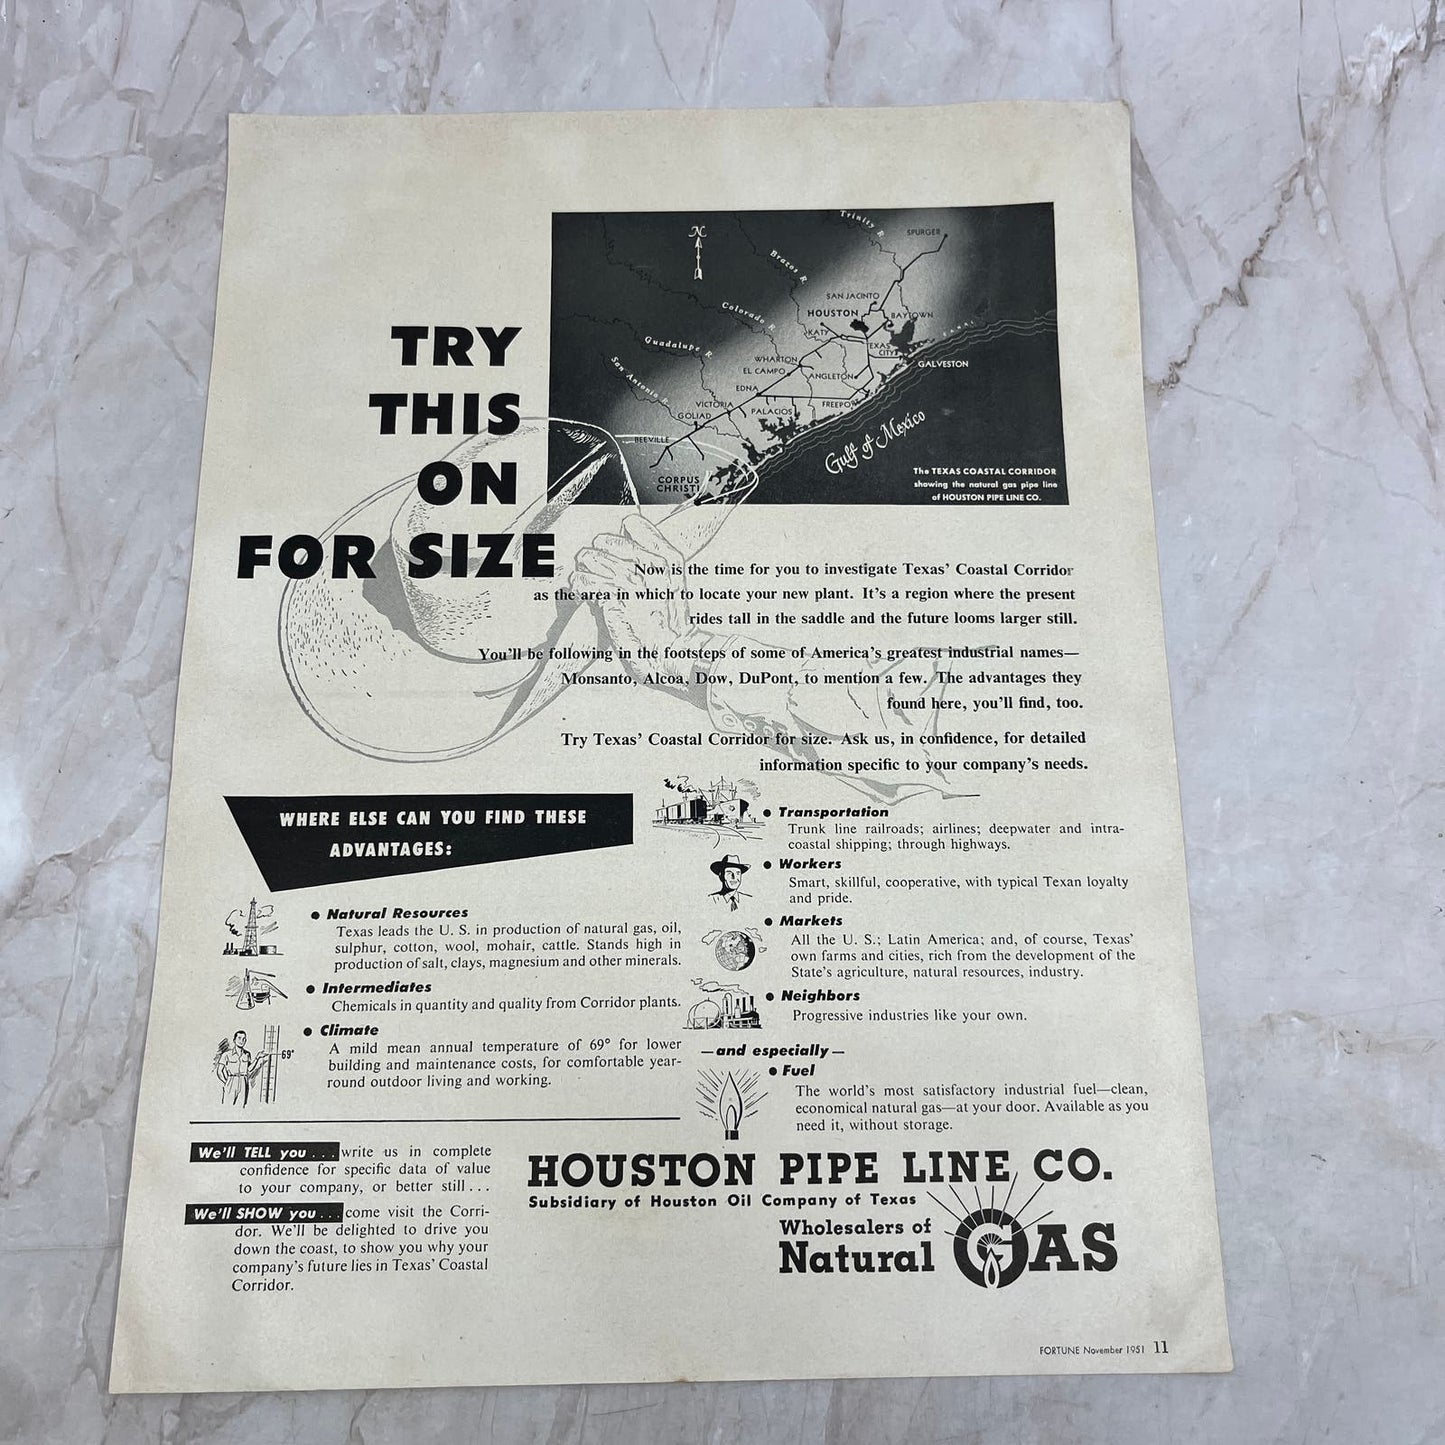 TRY
THIS
ON
FOR SIZE
N
Trinity R.
Brazos R.
Colorado R.
Guadalupe R.
San Antonio R.
SPURGER
SAN JACINTO
HOUSTON
BAYTOWN
KATY
TEXAS
CITY
GALVESTON
WHARTON
EL CAMPO
ANGLETON
EDNA
FREEPORT
VICTORIA
PALACIOS
GOLIAD
BEEVILLE
CORPUS
CHRISTI
CANAL
Gulf of Mexico
The TEXAS COASTAL CORRIDOR
showing the natural gas pipe line
of HOUSTON PIPE LINE CO.
Now is the time for you to investigate Texas' Coastal Corridor
as the area in which to locate your new plant. It's a region where the present
rides tall in the saddle and the future looms larger still.
You'll be following in the footsteps of some of America's greatest industrial names—
Monsanto, Alcoa, Dow, DuPont, to mention a few. The advantages they
found here, you'll find, too.
Try Texas' Coastal Corridor for size. Ask us, in confidence, for detailed
information specific to your company's needs.
WHERE ELSE CAN YOU FIND THESE
ADVANTAGES:
• Natural Resources
Texas leads the U. S. in production of natural gas, oil,
sulphur, cotton, wool, mohair, cattle. Stands high in
production of salt, clays, magnesium and other minerals.
• Intermediates
Chemicals in quantity and quality from Corridor plants.
• Climate
69°
A mild mean annual temperature of 69° for lower
building and maintenance costs, for comfortable year-
round outdoor living and working.
• Transportation
Trunk line railroads; airlines; deepwater and intra-
coastal shipping; through highways.
• Workers
Smart, skillful, cooperative, with typical Texan loyalty
and pride.
• Markets
All the U. S.; Latin America; and, of course, Texas'
own farms and cities, rich from the development of the
State's agriculture, natural resources, industry.
• Neighbors
Progressive industries like your own.
—and especially—
• Fuel
The world's most satisfactory industrial fuel—clean,
economical natural gas—at your door. Available as you
need it, without storage.
We'll TELL you . . . write us in complete
confidence for specific data of value
to your company, or better still . . .
We'll SHOW you . . . come visit the Corri-
dor. We'll be delighted to drive you
down the coast, to show you why your
company's future lies in Texas' Coastal
Corridor.
HOUSTON PIPE LINE CO.
Subsidiary of Houston Oil Company of Texas
Wholesalers of
Natural GAS
FORTUNE November 1951 11